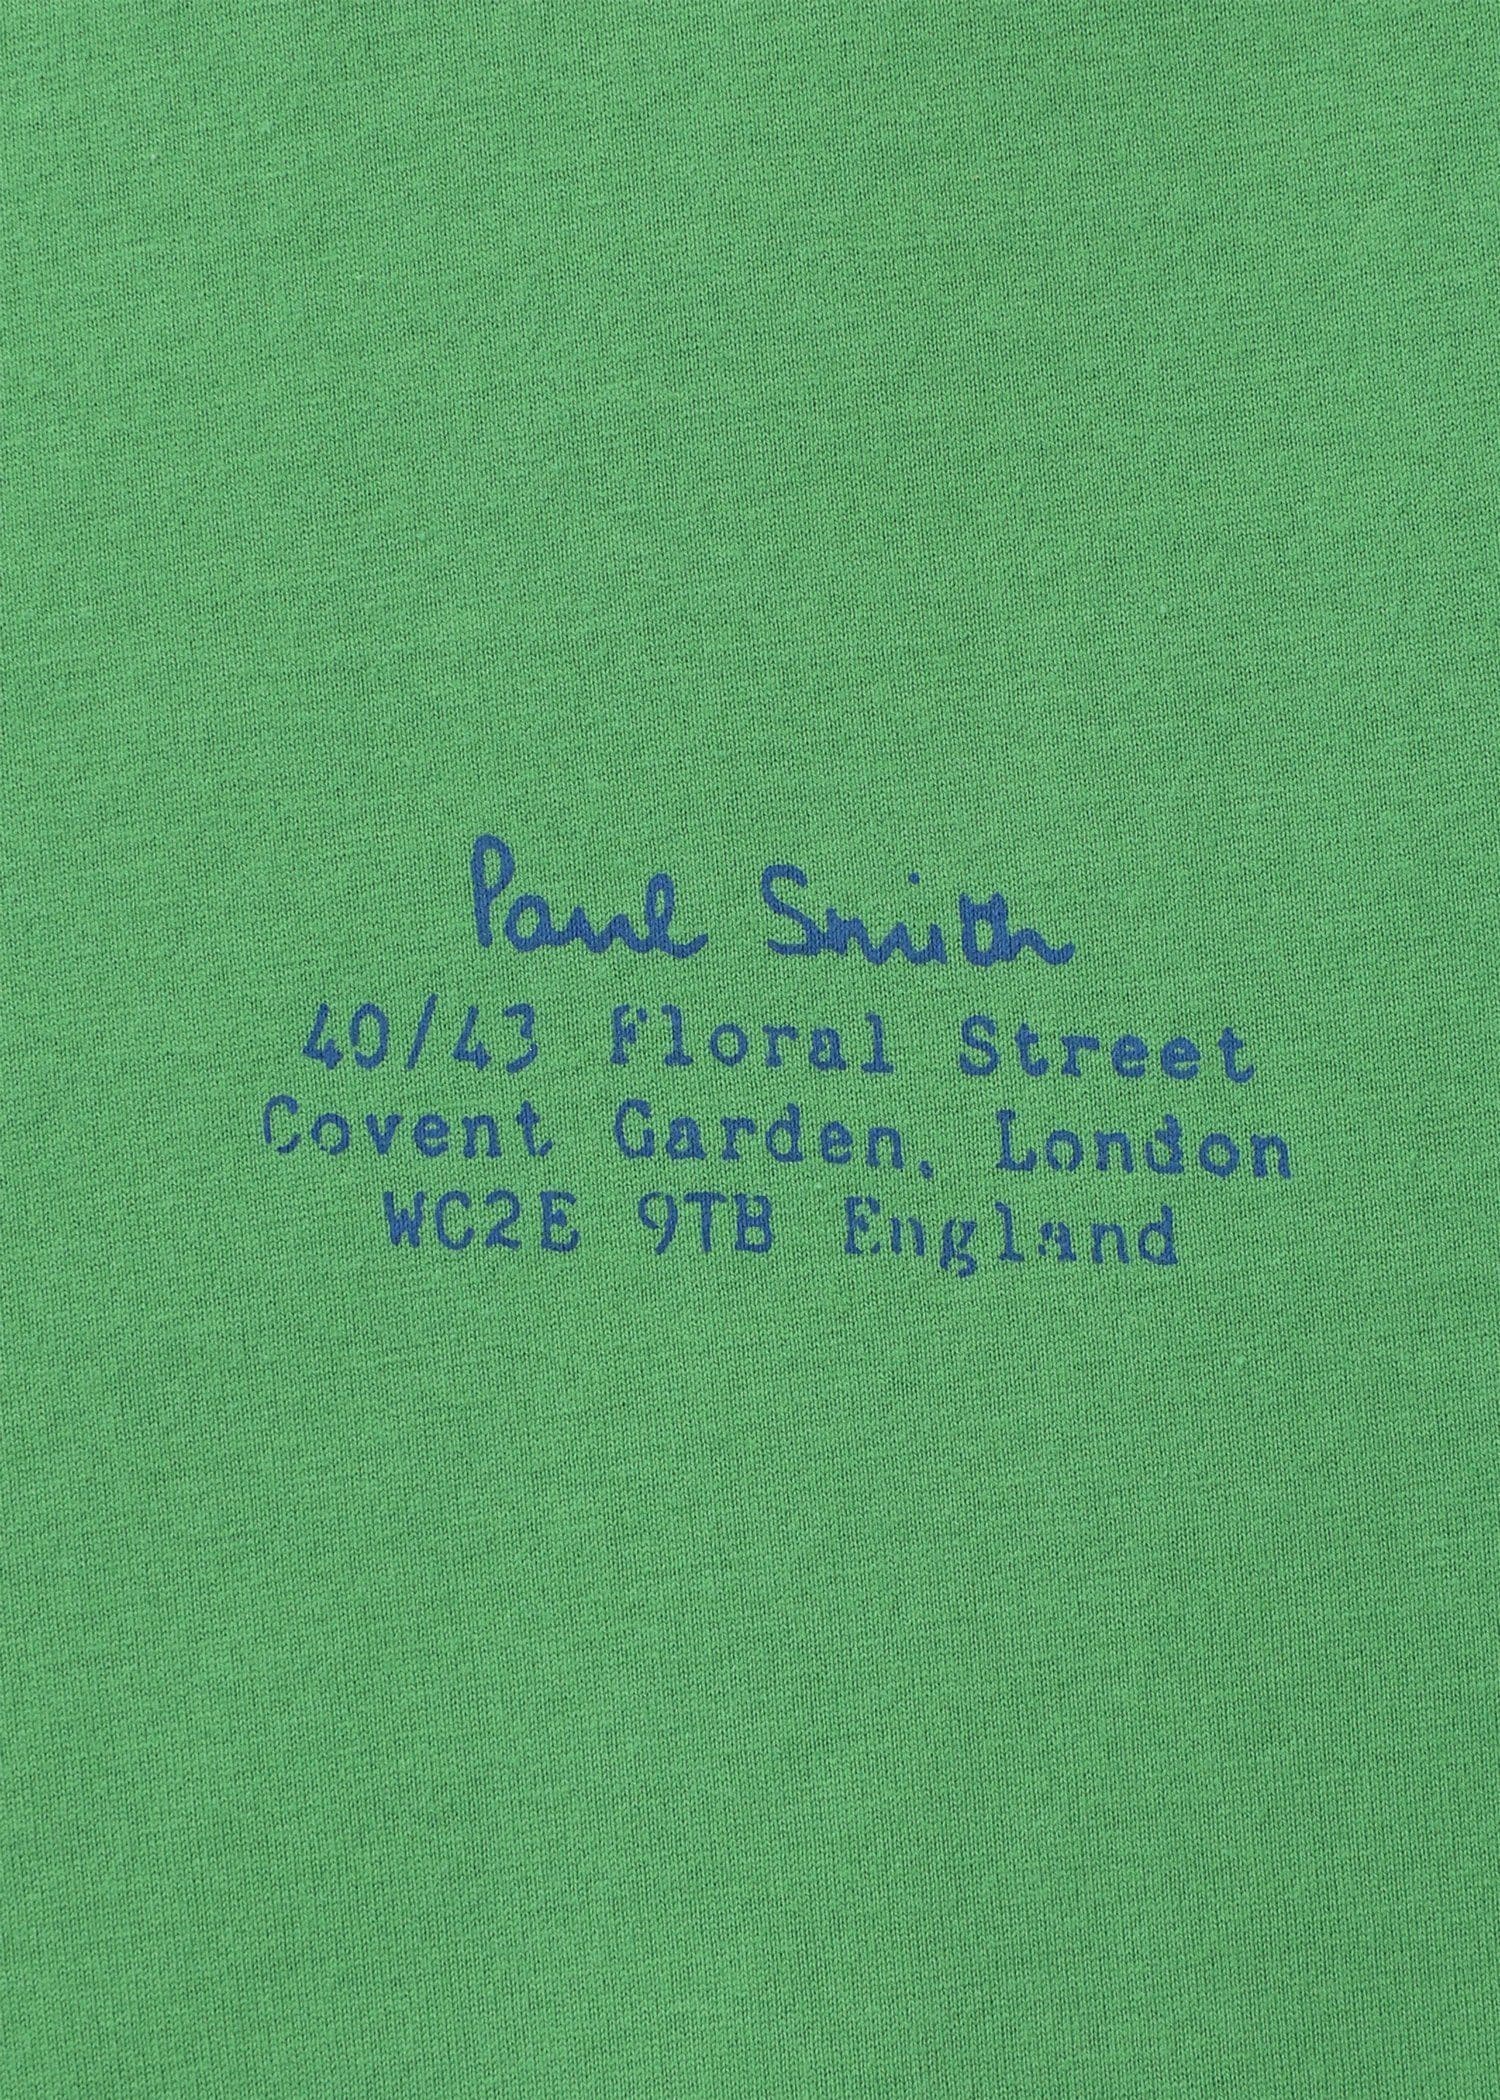 Paul Smith
40/43 Floral Street
Covent Garden, London
WC2E 9TB England